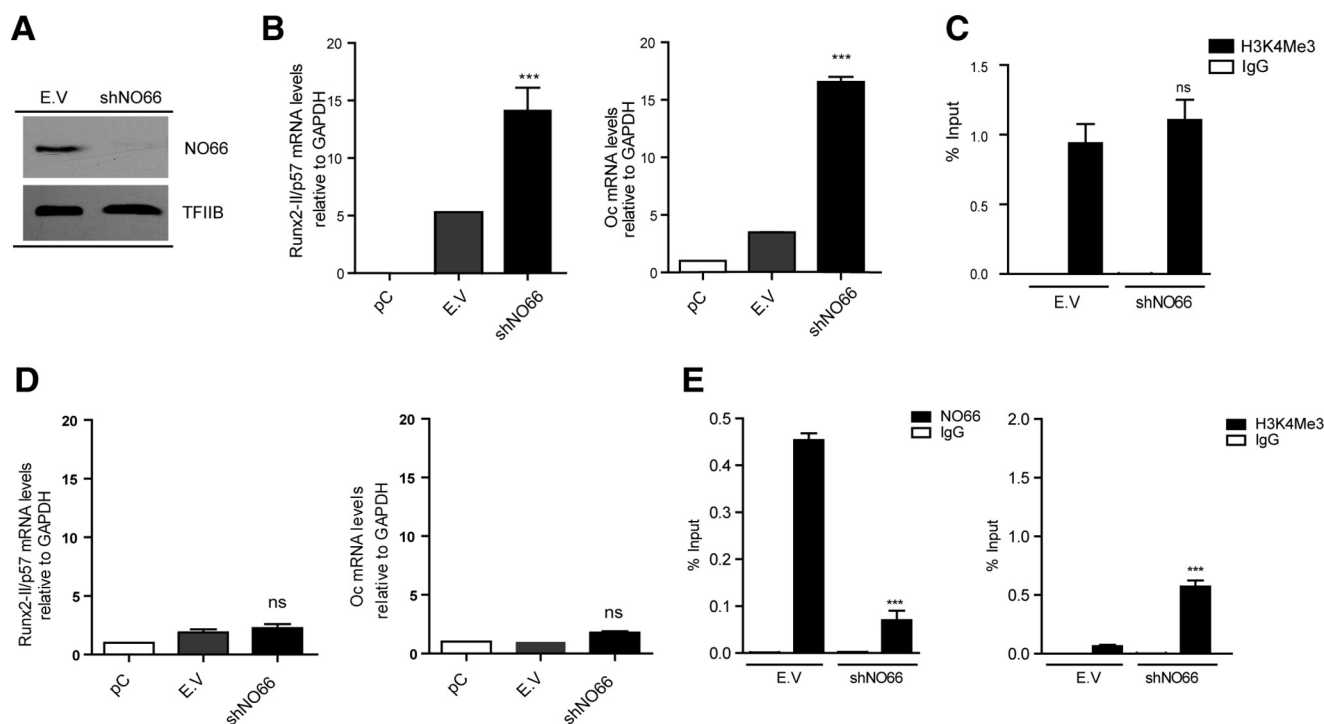 A
E.V shNO66
NO66
TFIIB
B
Runx2-II/p57 mRNA levels
relative to GAPDH
20
15
10
5
0
***
pC
E.V
shNO66
Oc mRNA levels
relative to GAPDH
20
15
10
5
0
***
pC
E.V
shNO66
C
H3K4Me3
IgG
% Input
1.5
1.0
0.5
0.0
ns
E.V shNO66
D
Runx2-II/p57 mRNA levels
relative to GAPDH
20
15
10
5
0
ns
pC
E.V
shNO66
Oc mRNA levels
relative to GAPDH
20
15
10
5
0
ns
pC
E.V
shNO66
E
NO66
IgG
% Input
0.5
0.4
0.3
0.2
0.1
0.0
***
E.V shNO66
H3K4Me3
IgG
% Input
2.0
1.5
1.0
0.5
0.0
***
E.V shNO66